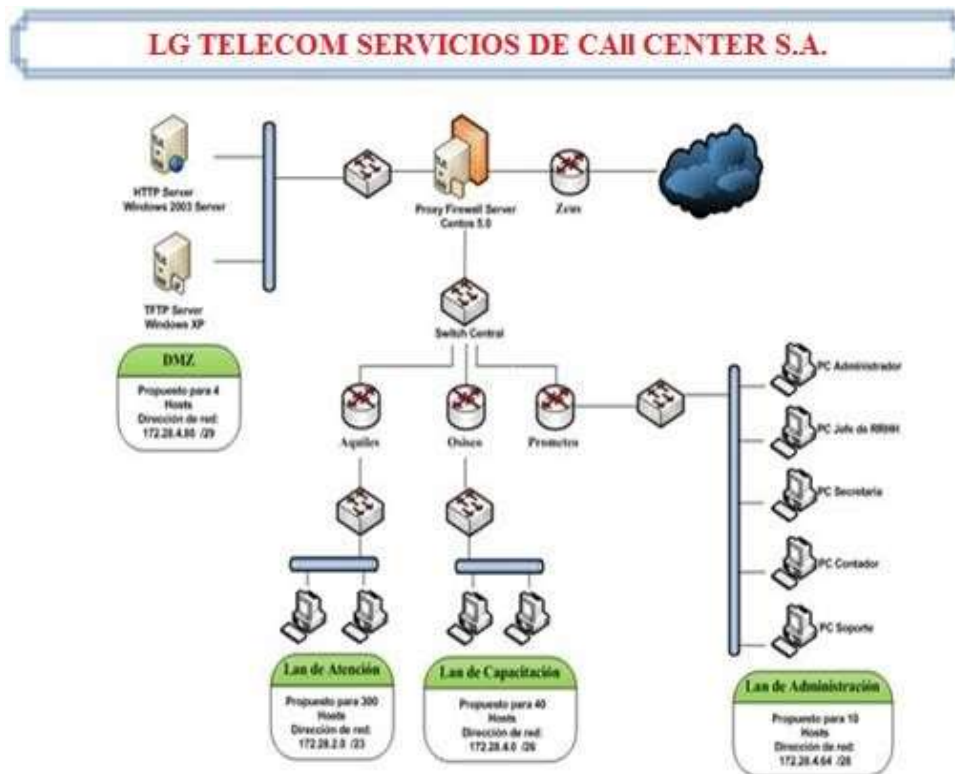 LG TELECOM SERVICIOS DE CAll CENTER S.A.
HTTP Server
Windows 2003 Server
Proxy Firewall Server
Centos 5.0
Zeus
TFTP Server
Windows XP
Switch Central
DMZ
Propuesto para 4
Hosts
Dirección de red:
172.28.4.80 /29
Aquiles
Prometeo
PC Administrador
PC Jefe de RRHH
PC Secretaria
PC Contador
PC Soporte
Lan de Atención
Propuesto para 300
Hosts
Dirección de red:
172.28.2.0 /23
Lan de Capacitación
Propuesto para 40
Hosts
Dirección de red:
172.28.4.0 /26
Lan de Administración
Propuesto para 10
Hosts
Dirección de red:
172.28.4.64 /28